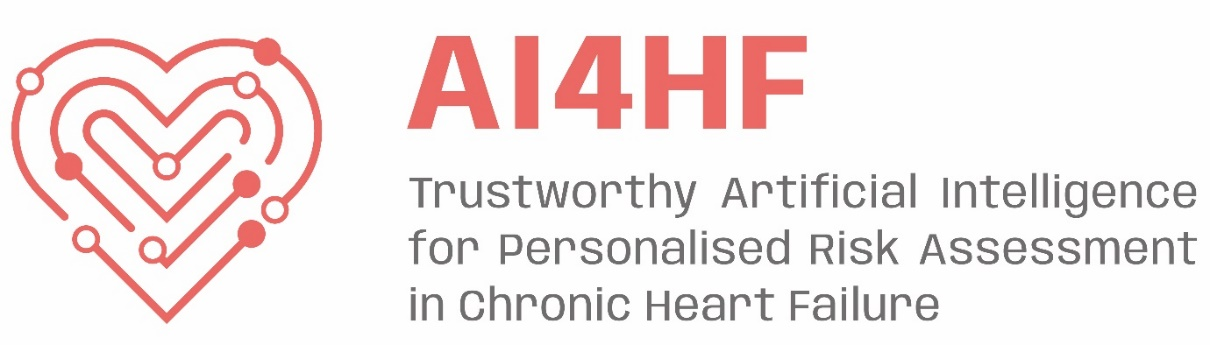 AI4HF
Trustworthy Artificial Intelligence
for Personalised Risk Assessment
in Chronic Heart Failure